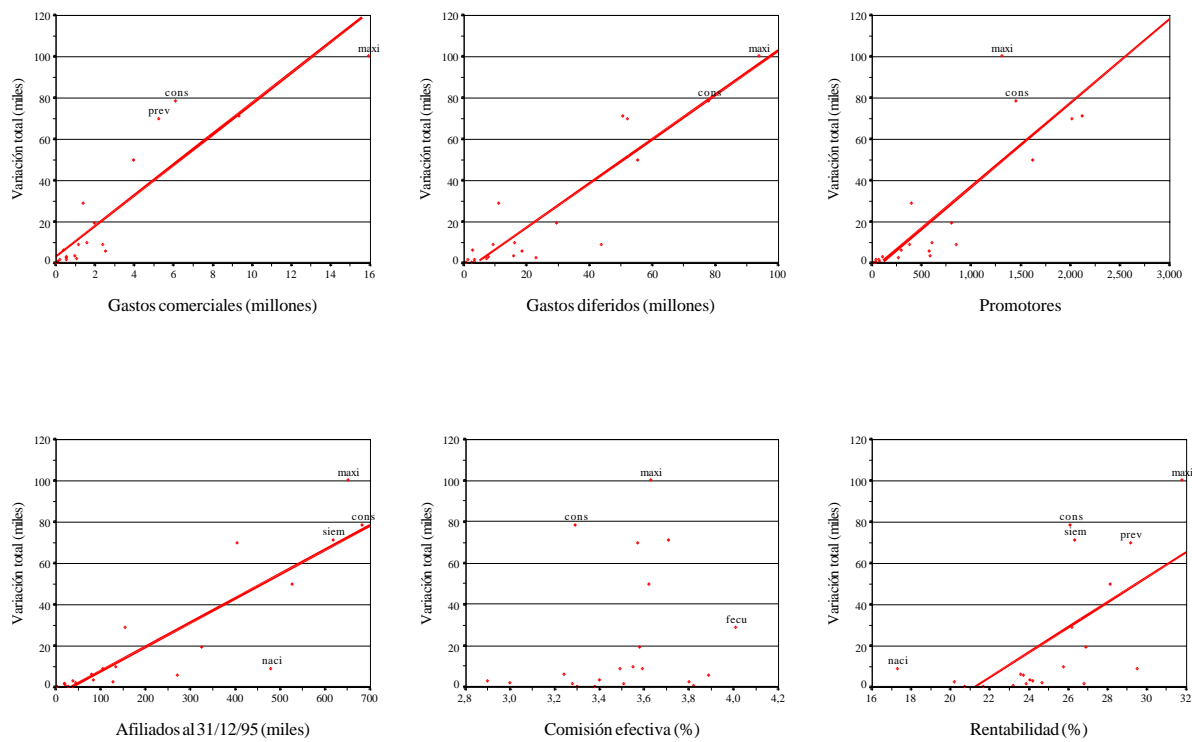 120
100
80
60
40
20
0
Variación total (miles)
maxi
cons
prev
0 2 4 6 8 10 12 14 16
Gastos comerciales (millones)
120
100
80
60
40
20
0
Variación total (miles)
maxi
cons
0 20 40 60 80 100
Gastos diferidos (millones)
120
100
80
60
40
20
0
Variación total (miles)
maxi
cons
0 500 1,000 1,500 2,000 2,500 3,000
Promotores
120
100
80
60
40
20
0
Variación total (miles)
maxi
cons
siem
naci
0 100 200 300 400 500 600 700
Afiliados al 31/12/95 (miles)
120
100
80
60
40
20
0
Variación total (miles)
maxi
cons
fecu
2,8 3,0 3,2 3,4 3,6 3,8 4,0 4,2
Comisión efectiva (%)
120
100
80
60
40
20
0
Variación total (miles)
maxi
cons
siem
prev
naci
16 18 20 22 24 26 28 30 32
Rentabilidad (%)